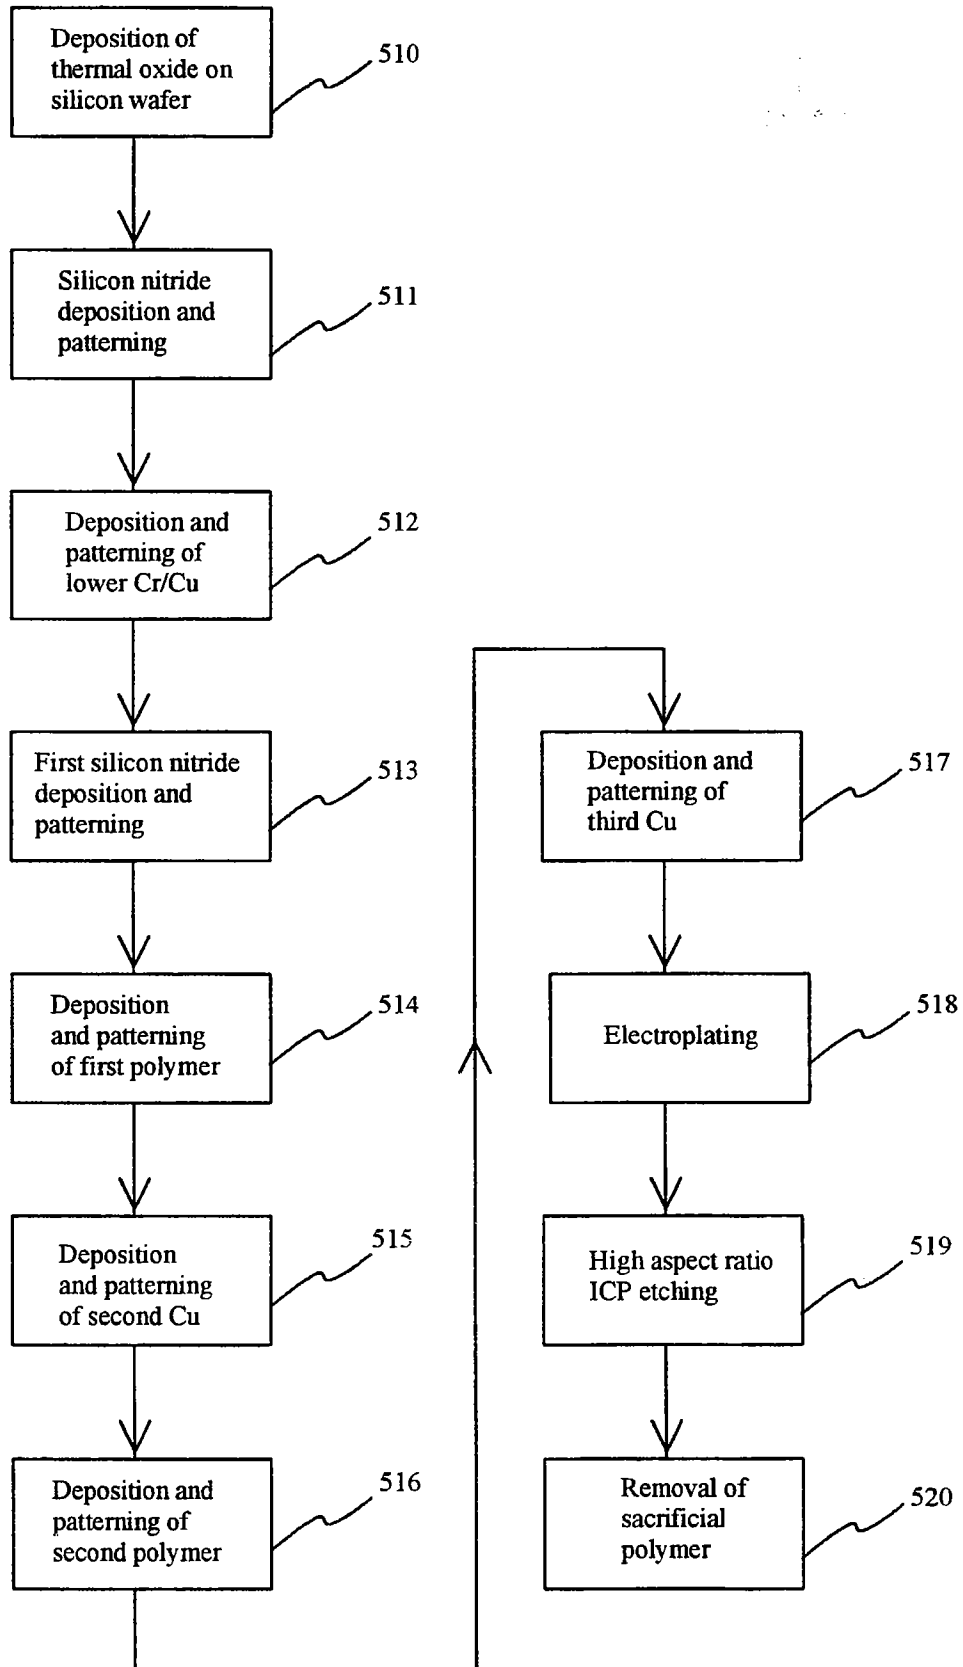 Deposition of
thermal oxide on
silicon wafer
510
Silicon nitride
deposition and
patterning
511
Deposition and
patterning of
lower Cr/Cu
512
First silicon nitride
deposition and
patterning
513
Deposition
and patterning
of first polymer
514
Deposition
and patterning
of second Cu
515
Deposition and
patterning of
second polymer
516
Deposition and
patterning of
third Cu
517
Electroplating
518
High aspect ratio
ICP etching
519
Removal of
sacrificial
polymer
520